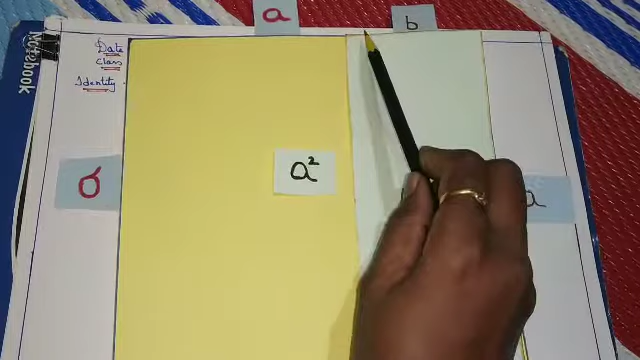 Notebook
a
b
Date
Class
Identity
a
a²
a